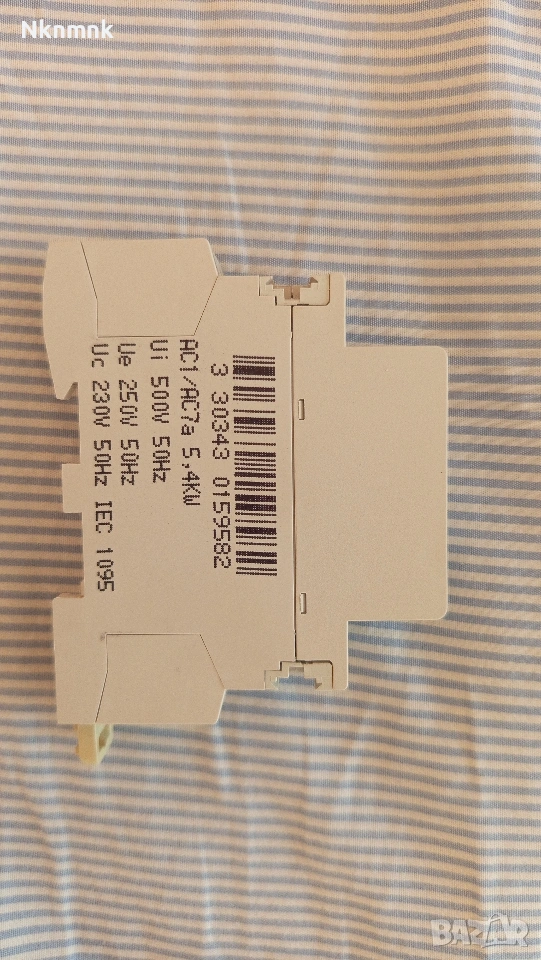 Nknmnk
3 30343 0159582
AC1/AC7a 5,4KW
Ui 500V 50Hz
Ue 250V 50Hz
Uc 230V 50Hz IEC 1095
BAZAR